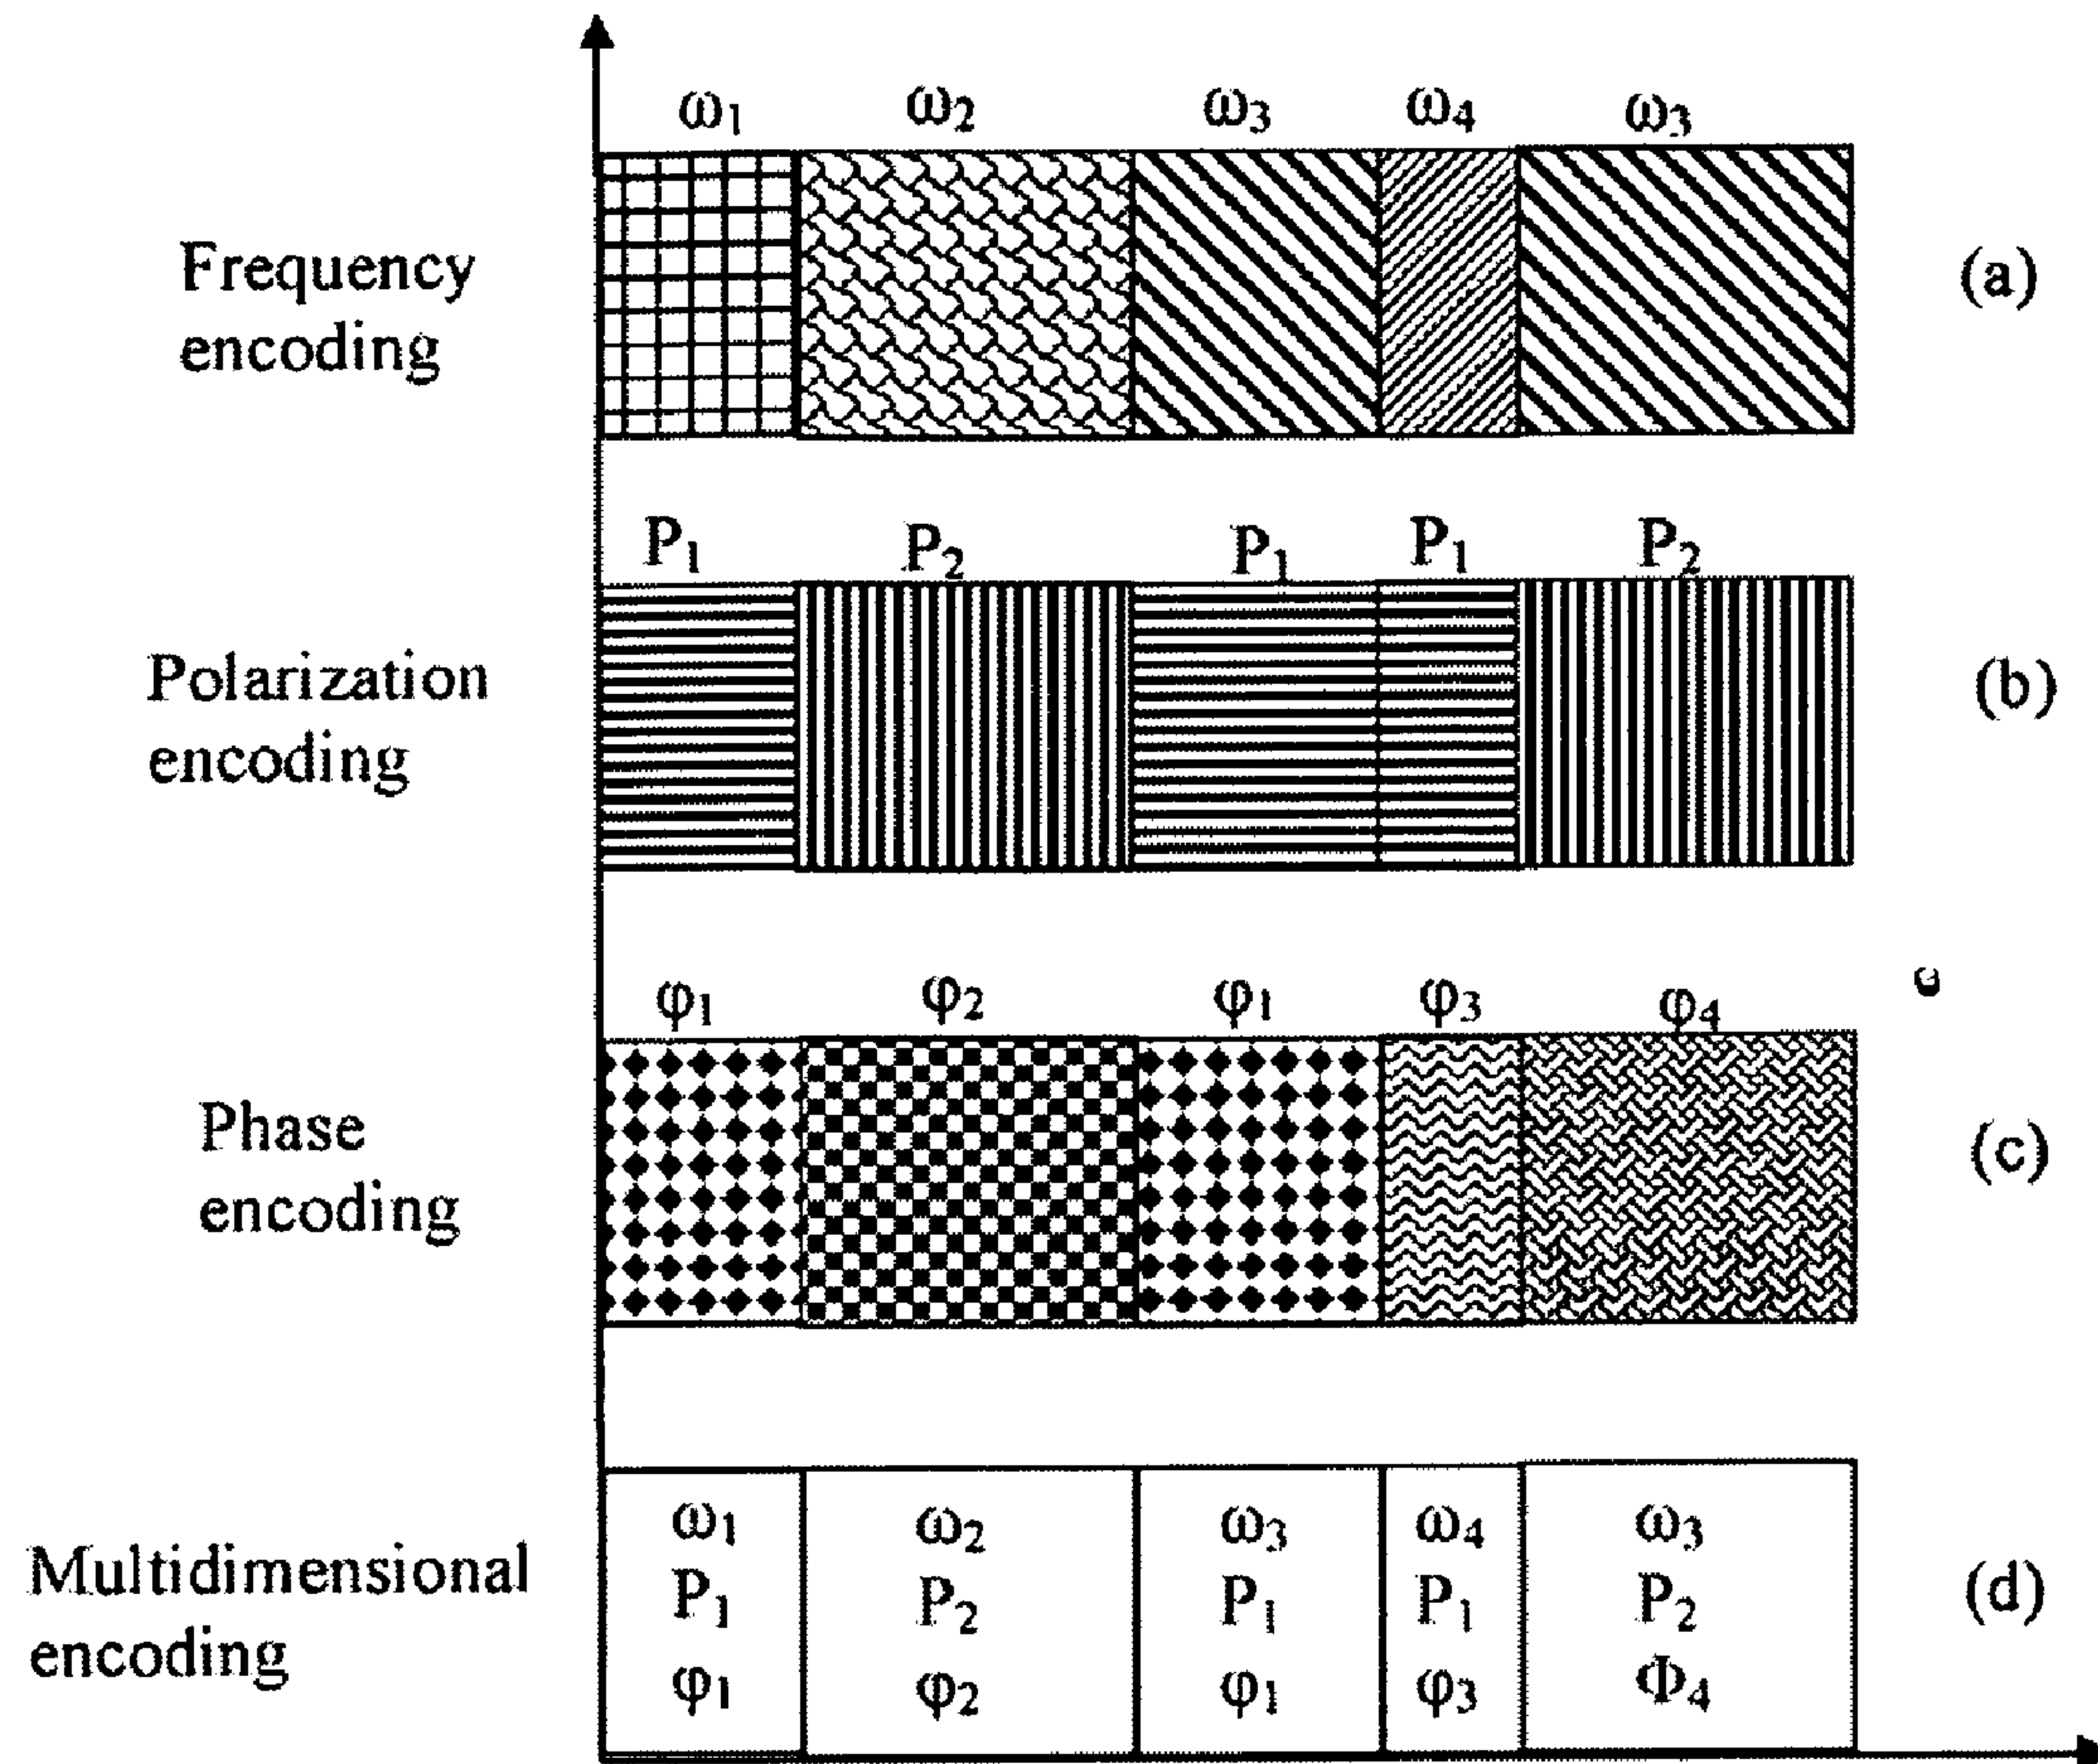 ω₁ ω₂ ω₃ ω₄ ω₃
Frequency
encoding
(a)
P₁ P₂ P₁ P₁ P₂
Polarization
encoding
(b)
φ₁ φ₂ φ₁ φ₃ φ₄
Phase
encoding
(c)
Multidimensional
encoding
ω₁ ω₂ ω₃ ω₄ ω₃
P₁ P₂ P₁ P₁ P₂
φ₁ φ₂ φ₁ φ₃ Φ₄
(d)